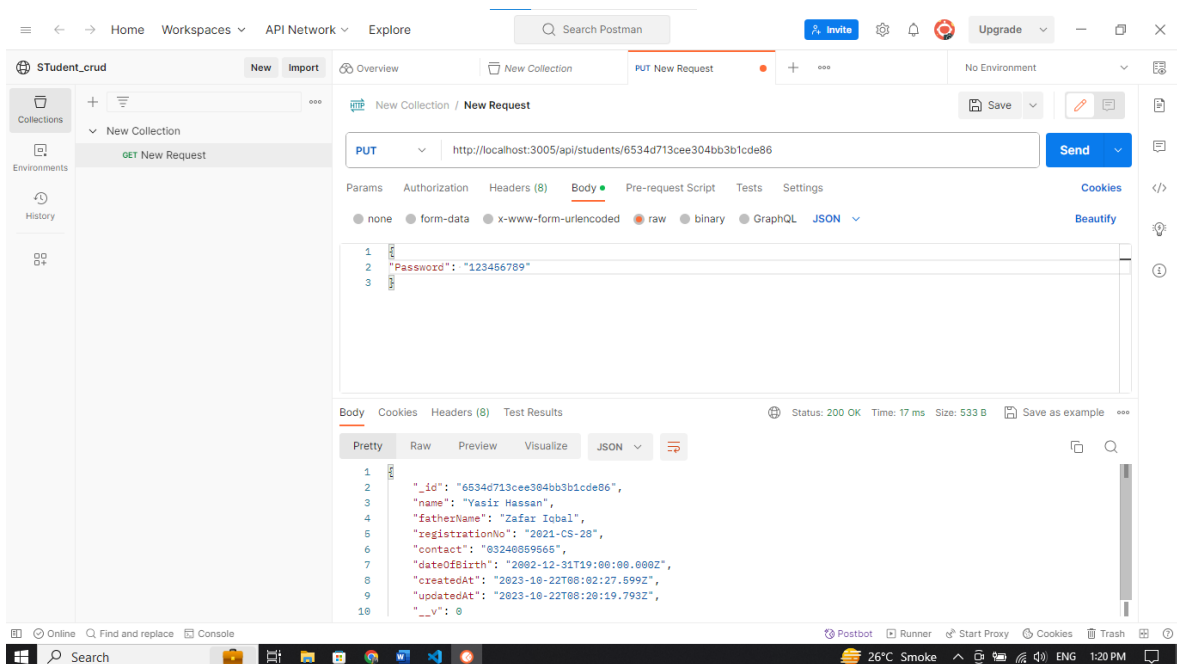 Home Workspaces API Network Explore Search Postman Invite Upgrade
STudent_crud New Import Overview New Collection PUT New Request No Environment
Collections
Environments
History
New Collection
GET New Request
HTTP New Collection / New Request Save
PUT http://localhost:3005/api/students/6534d713cee304bb3b1cde86 Send
Params Authorization Headers (8) Body Pre-request Script Tests Settings Cookies
none form-data x-www-form-urlencoded raw binary GraphQL JSON Beautify
1 {
2 "Password": "123456789"
3 }
Body Cookies Headers (8) Test Results Status: 200 OK Time: 17 ms Size: 533 B Save as example
Pretty Raw Preview Visualize JSON
1 {
2 "_id": "6534d713cee304bb3b1cde86",
3 "name": "Yasir Hassan",
4 "fatherName": "Zafar Iqbal",
5 "registrationNo": "2021-CS-28",
6 "contact": "03240859565",
7 "dateOfBirth": "2002-12-31T19:00:00.000Z",
8 "createdAt": "2023-10-22T08:02:27.599Z",
9 "updatedAt": "2023-10-22T08:20:19.793Z",
10 "__v": 0
Online Find and replace Console Postbot Runner Start Proxy Cookies Trash
Search 26°C Smoke ENG 1:20 PM